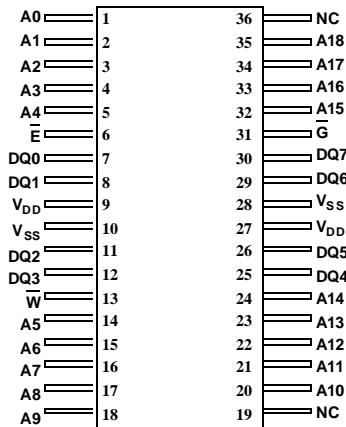 A0 1 36 NC
A1 2 35 A18
A2 3 34 A17
A3 4 33 A16
A4 5 32 A15
E̅ 6 31 G̅
DQ0 7 30 DQ7
DQ1 8 29 DQ6
VDD 9 28 VSS
VSS 10 27 VDD
DQ2 11 26 DQ5
DQ3 12 25 DQ4
W̅ 13 24 A14
A5 14 23 A13
A6 15 22 A12
A7 16 21 A11
A8 17 20 A10
A9 18 19 NC